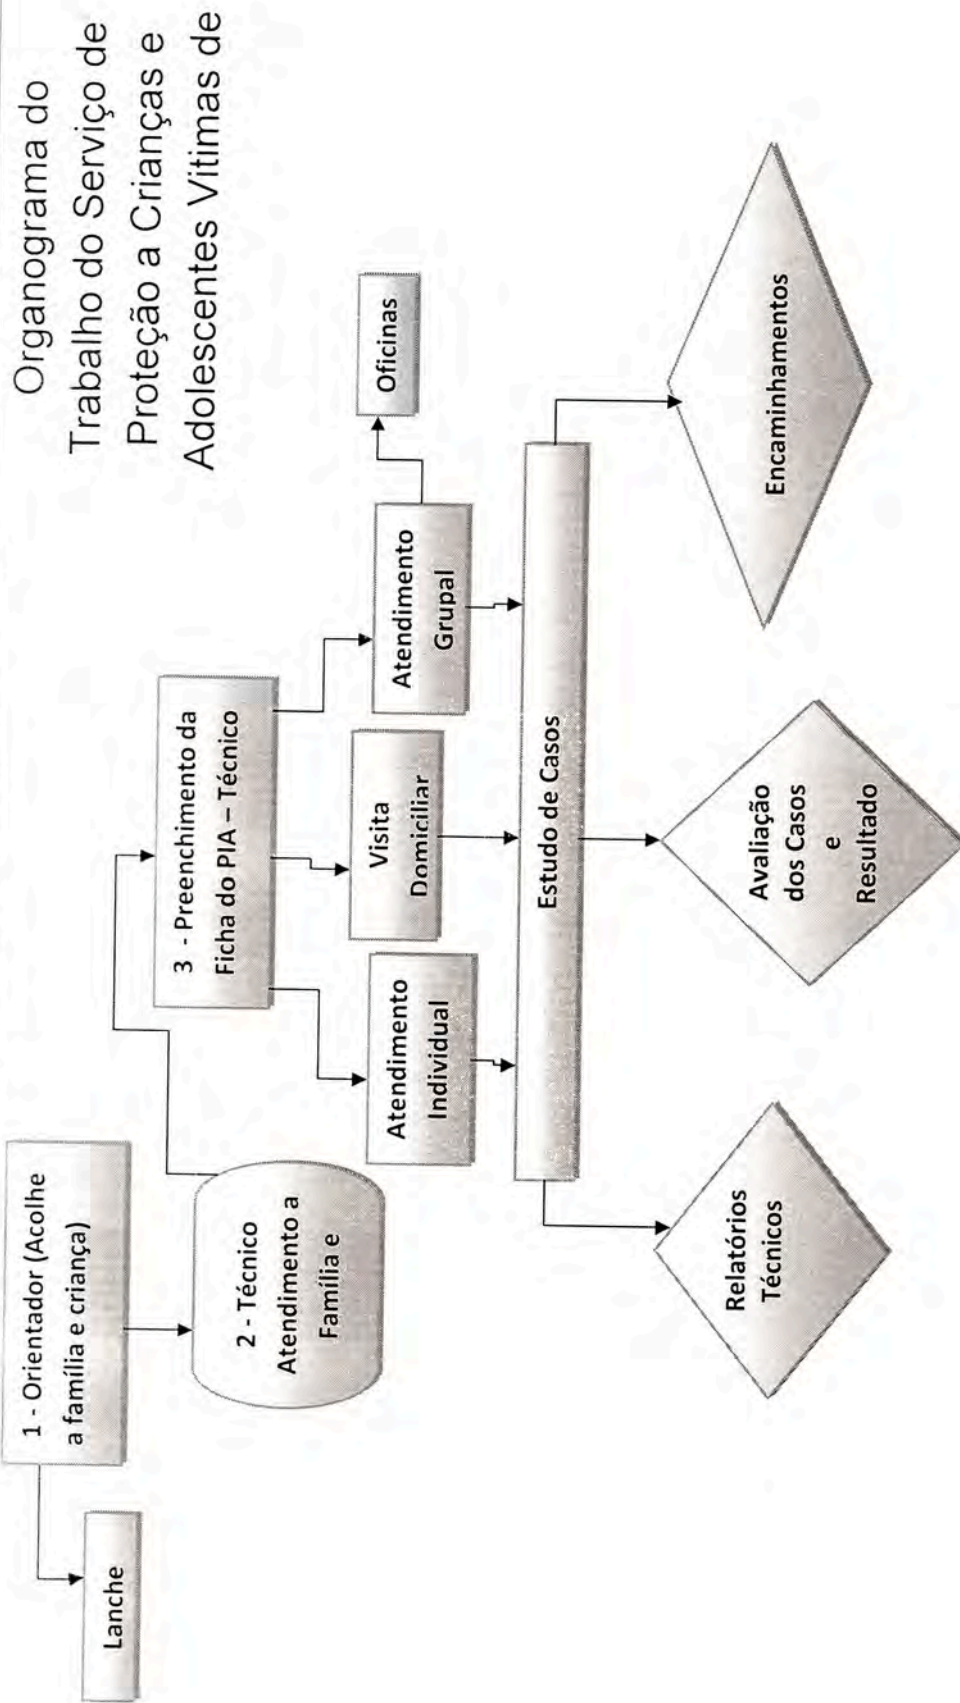 Organograma do
Trabalho do Serviço de
Proteção a Crianças e
Adolescentes Vitimas de
1 - Orientador (Acolhe
a família e criança)
Lanche
2 - Técnico
Atendimento a
Família e
3 - Preenchimento da
Ficha do PIA – Técnico
Atendimento
Individual
Visita
Domiciliar
Atendimento
Grupal
Oficinas
Estudo de Casos
Relatórios
Técnicos
Avaliação
dos Casos
e
Resultado
Encaminhamentos